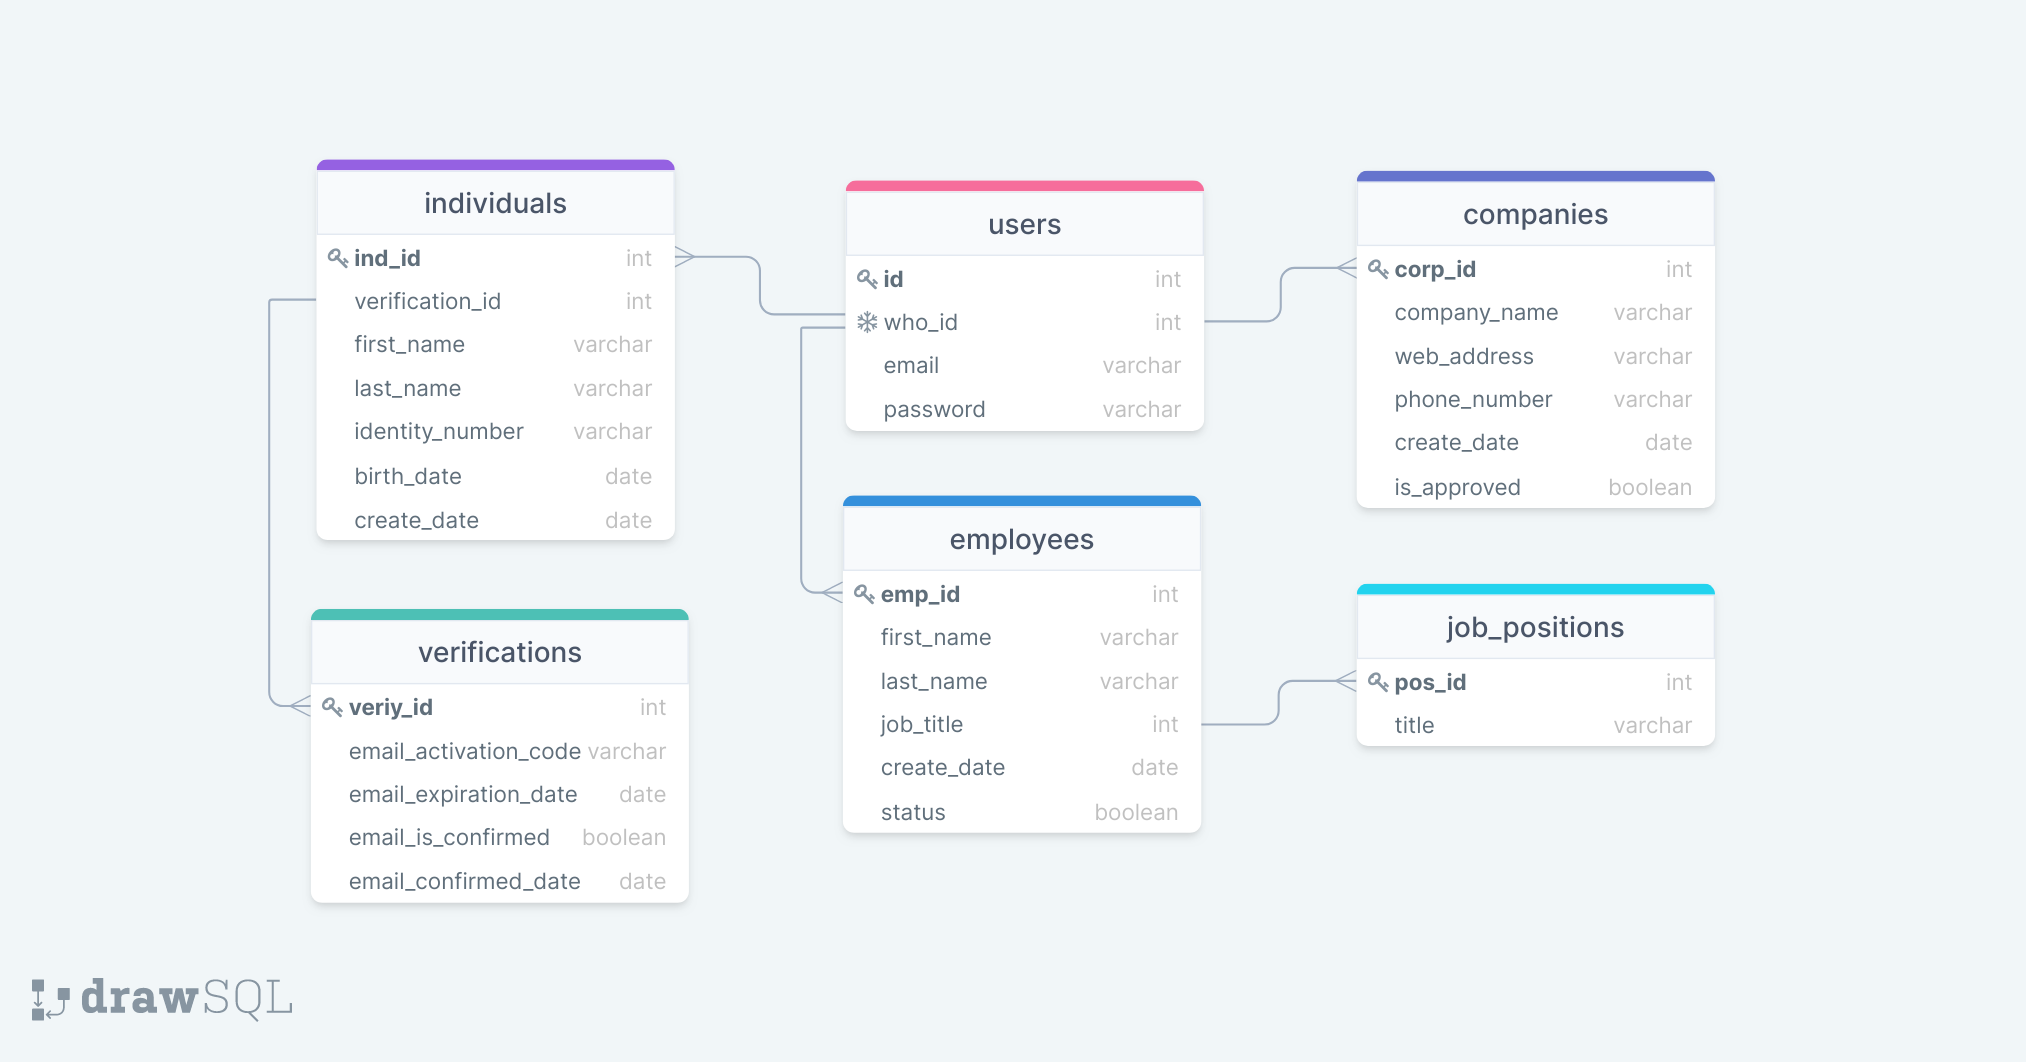 individuals
ind_id int
verification_id int
first_name varchar
last_name varchar
identity_number varchar
birth_date date
create_date date
users
id int
who_id int
email varchar
password varchar
companies
corp_id int
company_name varchar
web_address varchar
phone_number varchar
create_date date
is_approved boolean
verifications
veriy_id int
email_activation_code varchar
email_expiration_date date
email_is_confirmed boolean
email_confirmed_date date
employees
emp_id int
first_name varchar
last_name varchar
job_title int
create_date date
status boolean
job_positions
pos_id int
title varchar
drawSQL